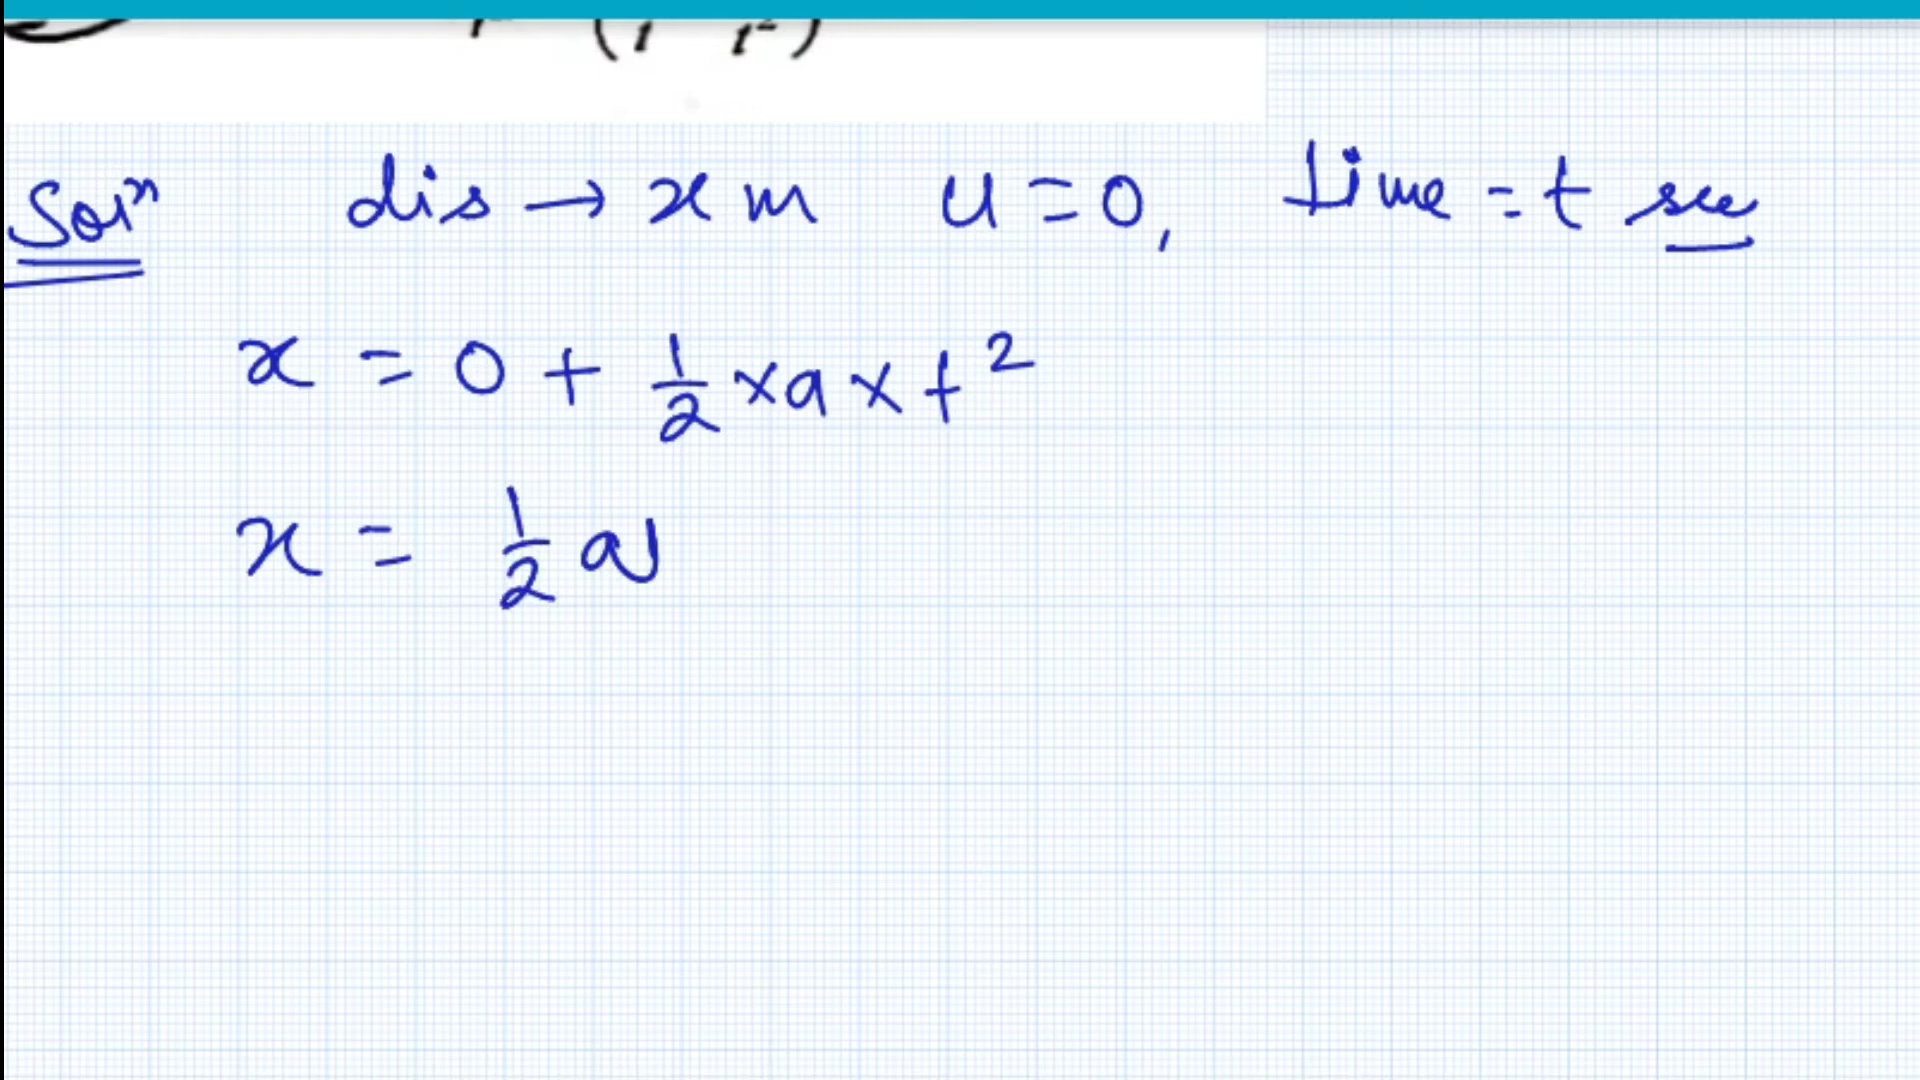 Solⁿ dis → x m u = 0, time = t sec
x = 0 + 1/2 × a × t²
x = 1/2 a